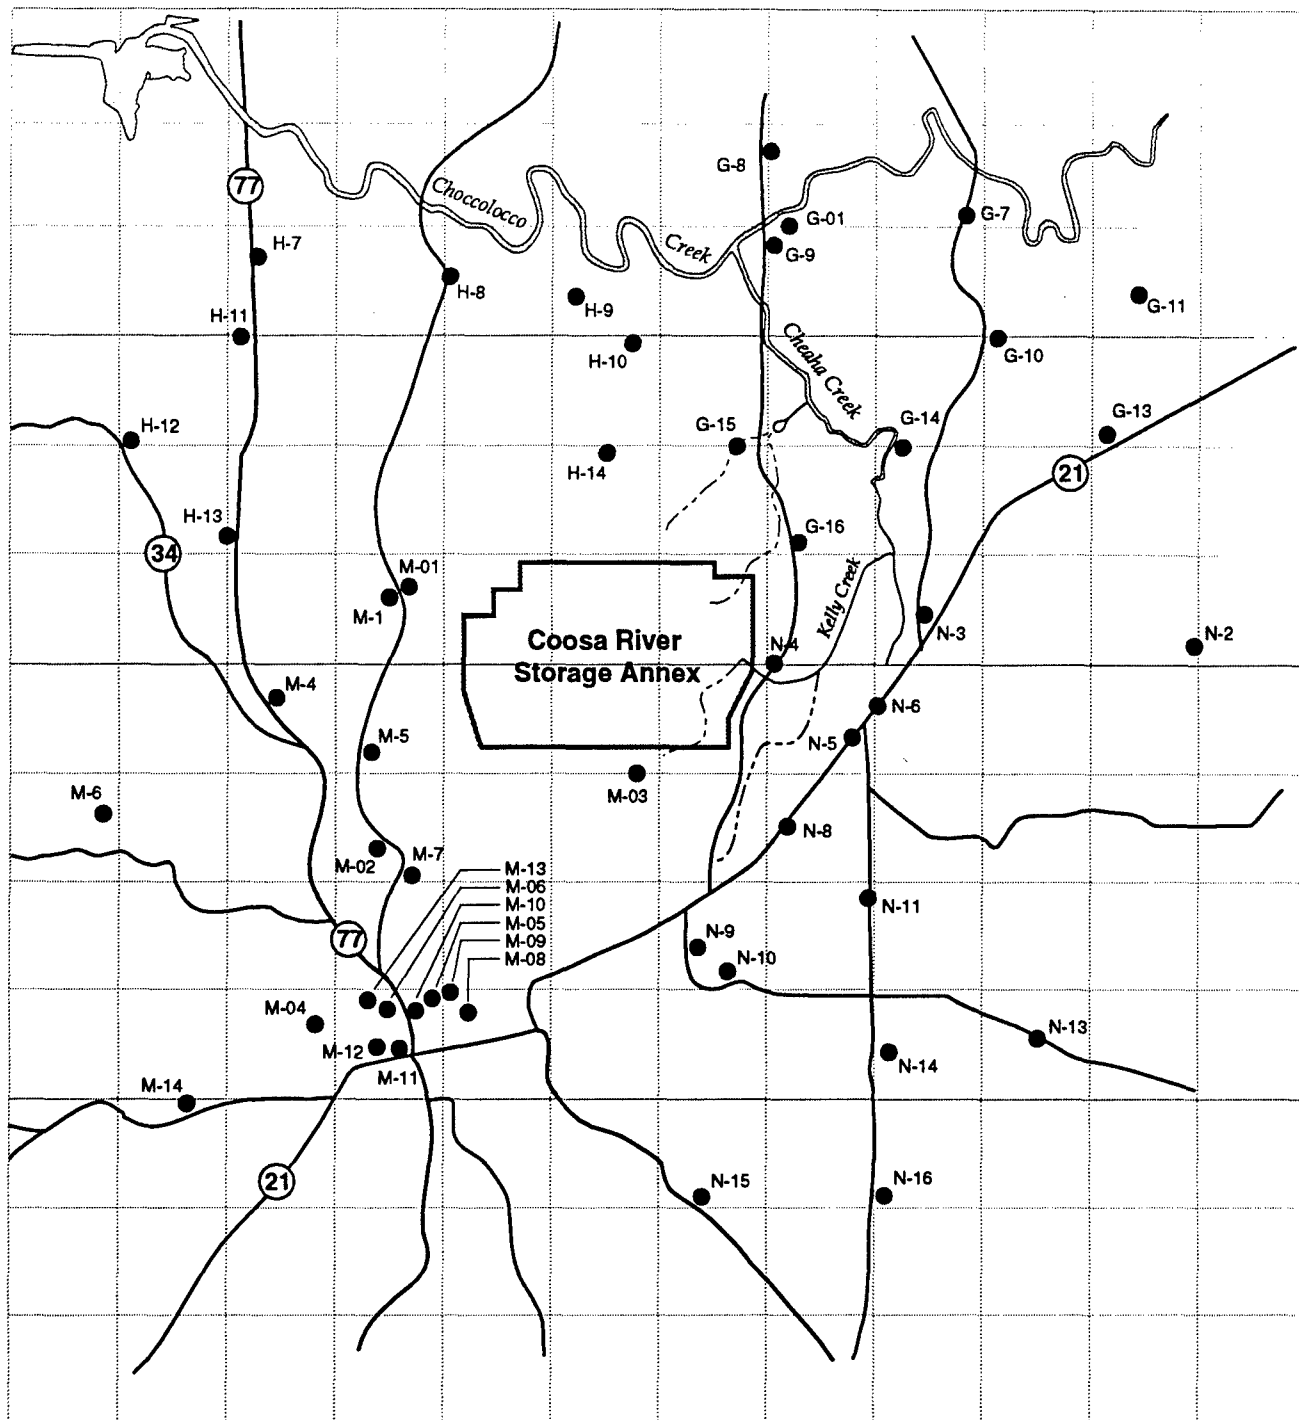 G-8
77
Choccolocco
G-01
G-7
H-7
Creek
G-9
H-8
H-9
G-11
H-11
Cheaha Creek
H-10
G-10
H-12
G-15
G-14
G-13
H-14
21
H-13
G-16
34
M-01
Kelly Creek
M-1
N-3
N-2
Coosa River
Storage Annex
N-4
M-4
N-6
M-5
N-5
M-6
M-03
N-8
M-02
M-7
M-13
M-06
M-10
M-05
M-09
M-08
N-11
77
N-9
N-10
M-04
N-13
M-12
N-14
M-11
M-14
21
N-15
N-16